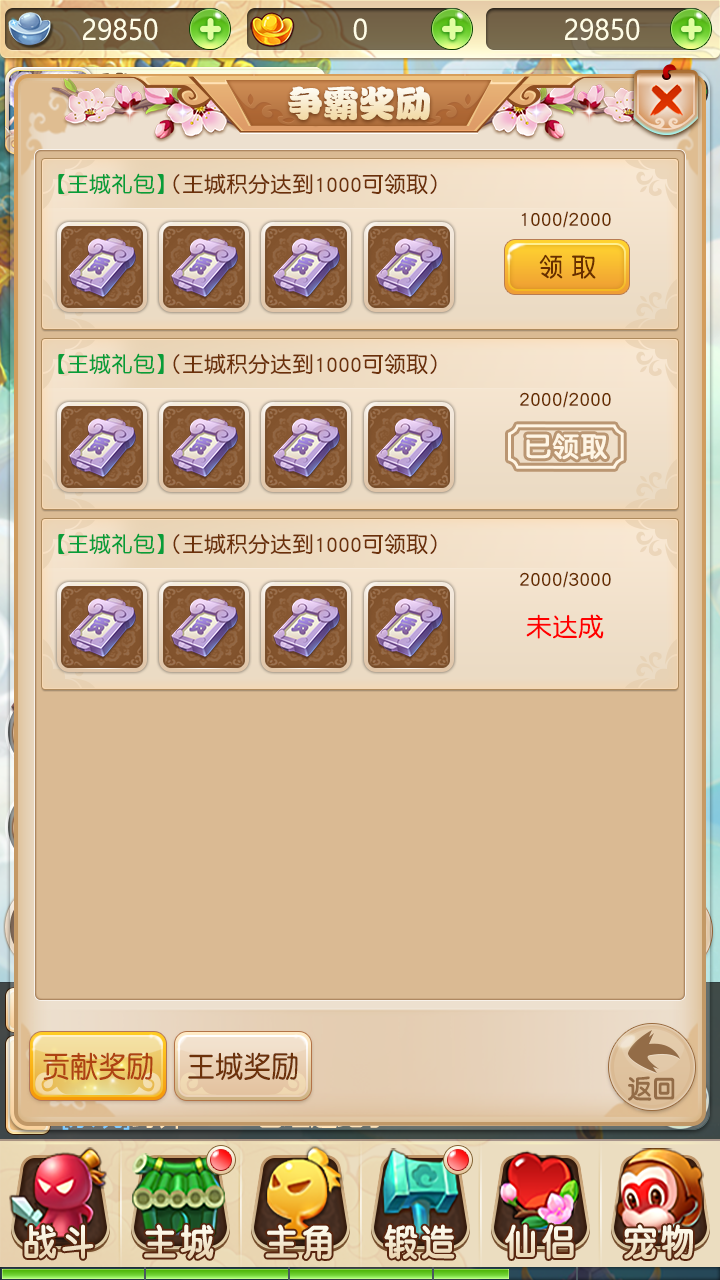 29850 0 29850
争霸奖励
【王城礼包】（王城积分达到1000可领取）
1000/2000
领取
【王城礼包】（王城积分达到1000可领取）
2000/2000
已领取
【王城礼包】（王城积分达到1000可领取）
2000/3000
未达成
贡献奖励 王城奖励 返回
战斗 主城 主角 锻造 仙侣 宠物